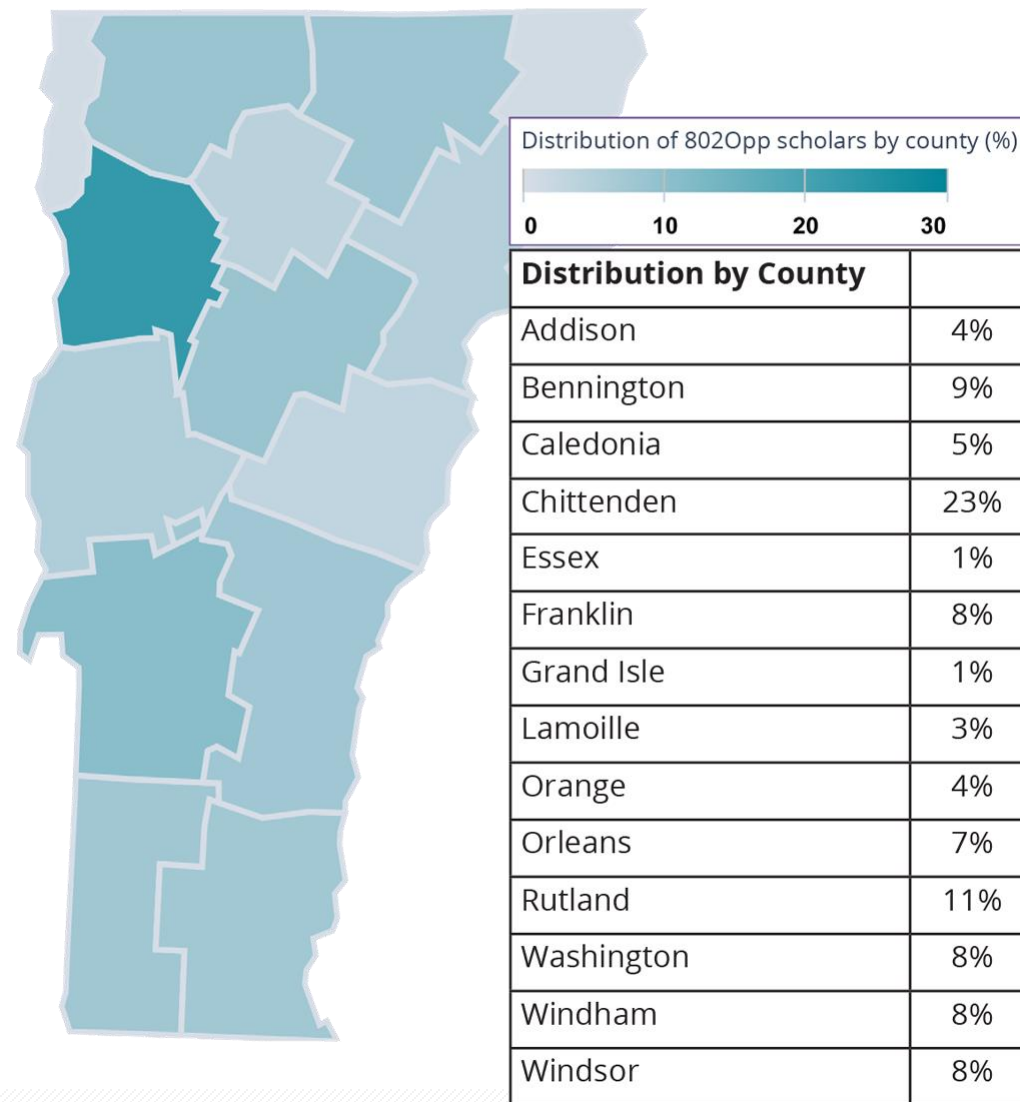 Distribution of 802Opp scholars by county (%)
0 10 20 30
Distribution by County
Addison 4%
Bennington 9%
Caledonia 5%
Chittenden 23%
Essex 1%
Franklin 8%
Grand Isle 1%
Lamoille 3%
Orange 4%
Orleans 7%
Rutland 11%
Washington 8%
Windham 8%
Windsor 8%